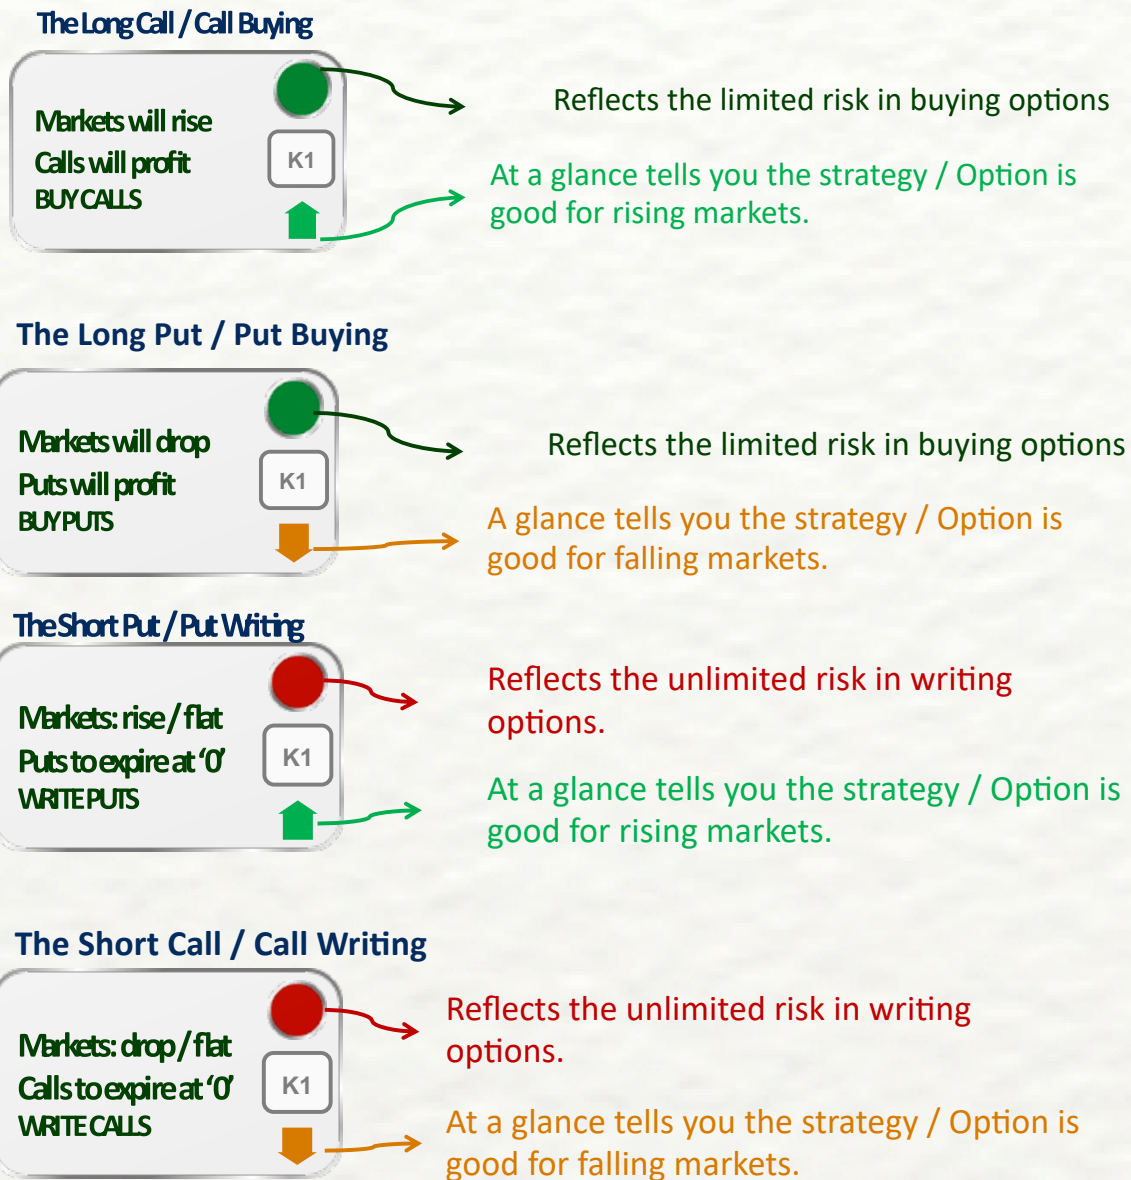 The Long Call / Call Buying
Markets will rise
Calls will profit
BUY CALLS
K1
Reflects the limited risk in buying options
At a glance tells you the strategy / Option is
good for rising markets.
The Long Put / Put Buying
Markets will drop
Puts will profit
BUY PUTS
K1
Reflects the limited risk in buying options
A glance tells you the strategy / Option is
good for falling markets.
The Short Put / Put Writing
Markets: rise / flat
Puts to expire at ‘0’
WRITE PUTS
K1
Reflects the unlimited risk in writing
options.
At a glance tells you the strategy / Option is
good for rising markets.
The Short Call / Call Writing
Markets: drop / flat
Calls to expire at ‘0’
WRITE CALLS
K1
Reflects the unlimited risk in writing
options.
At a glance tells you the strategy / Option is
good for falling markets.